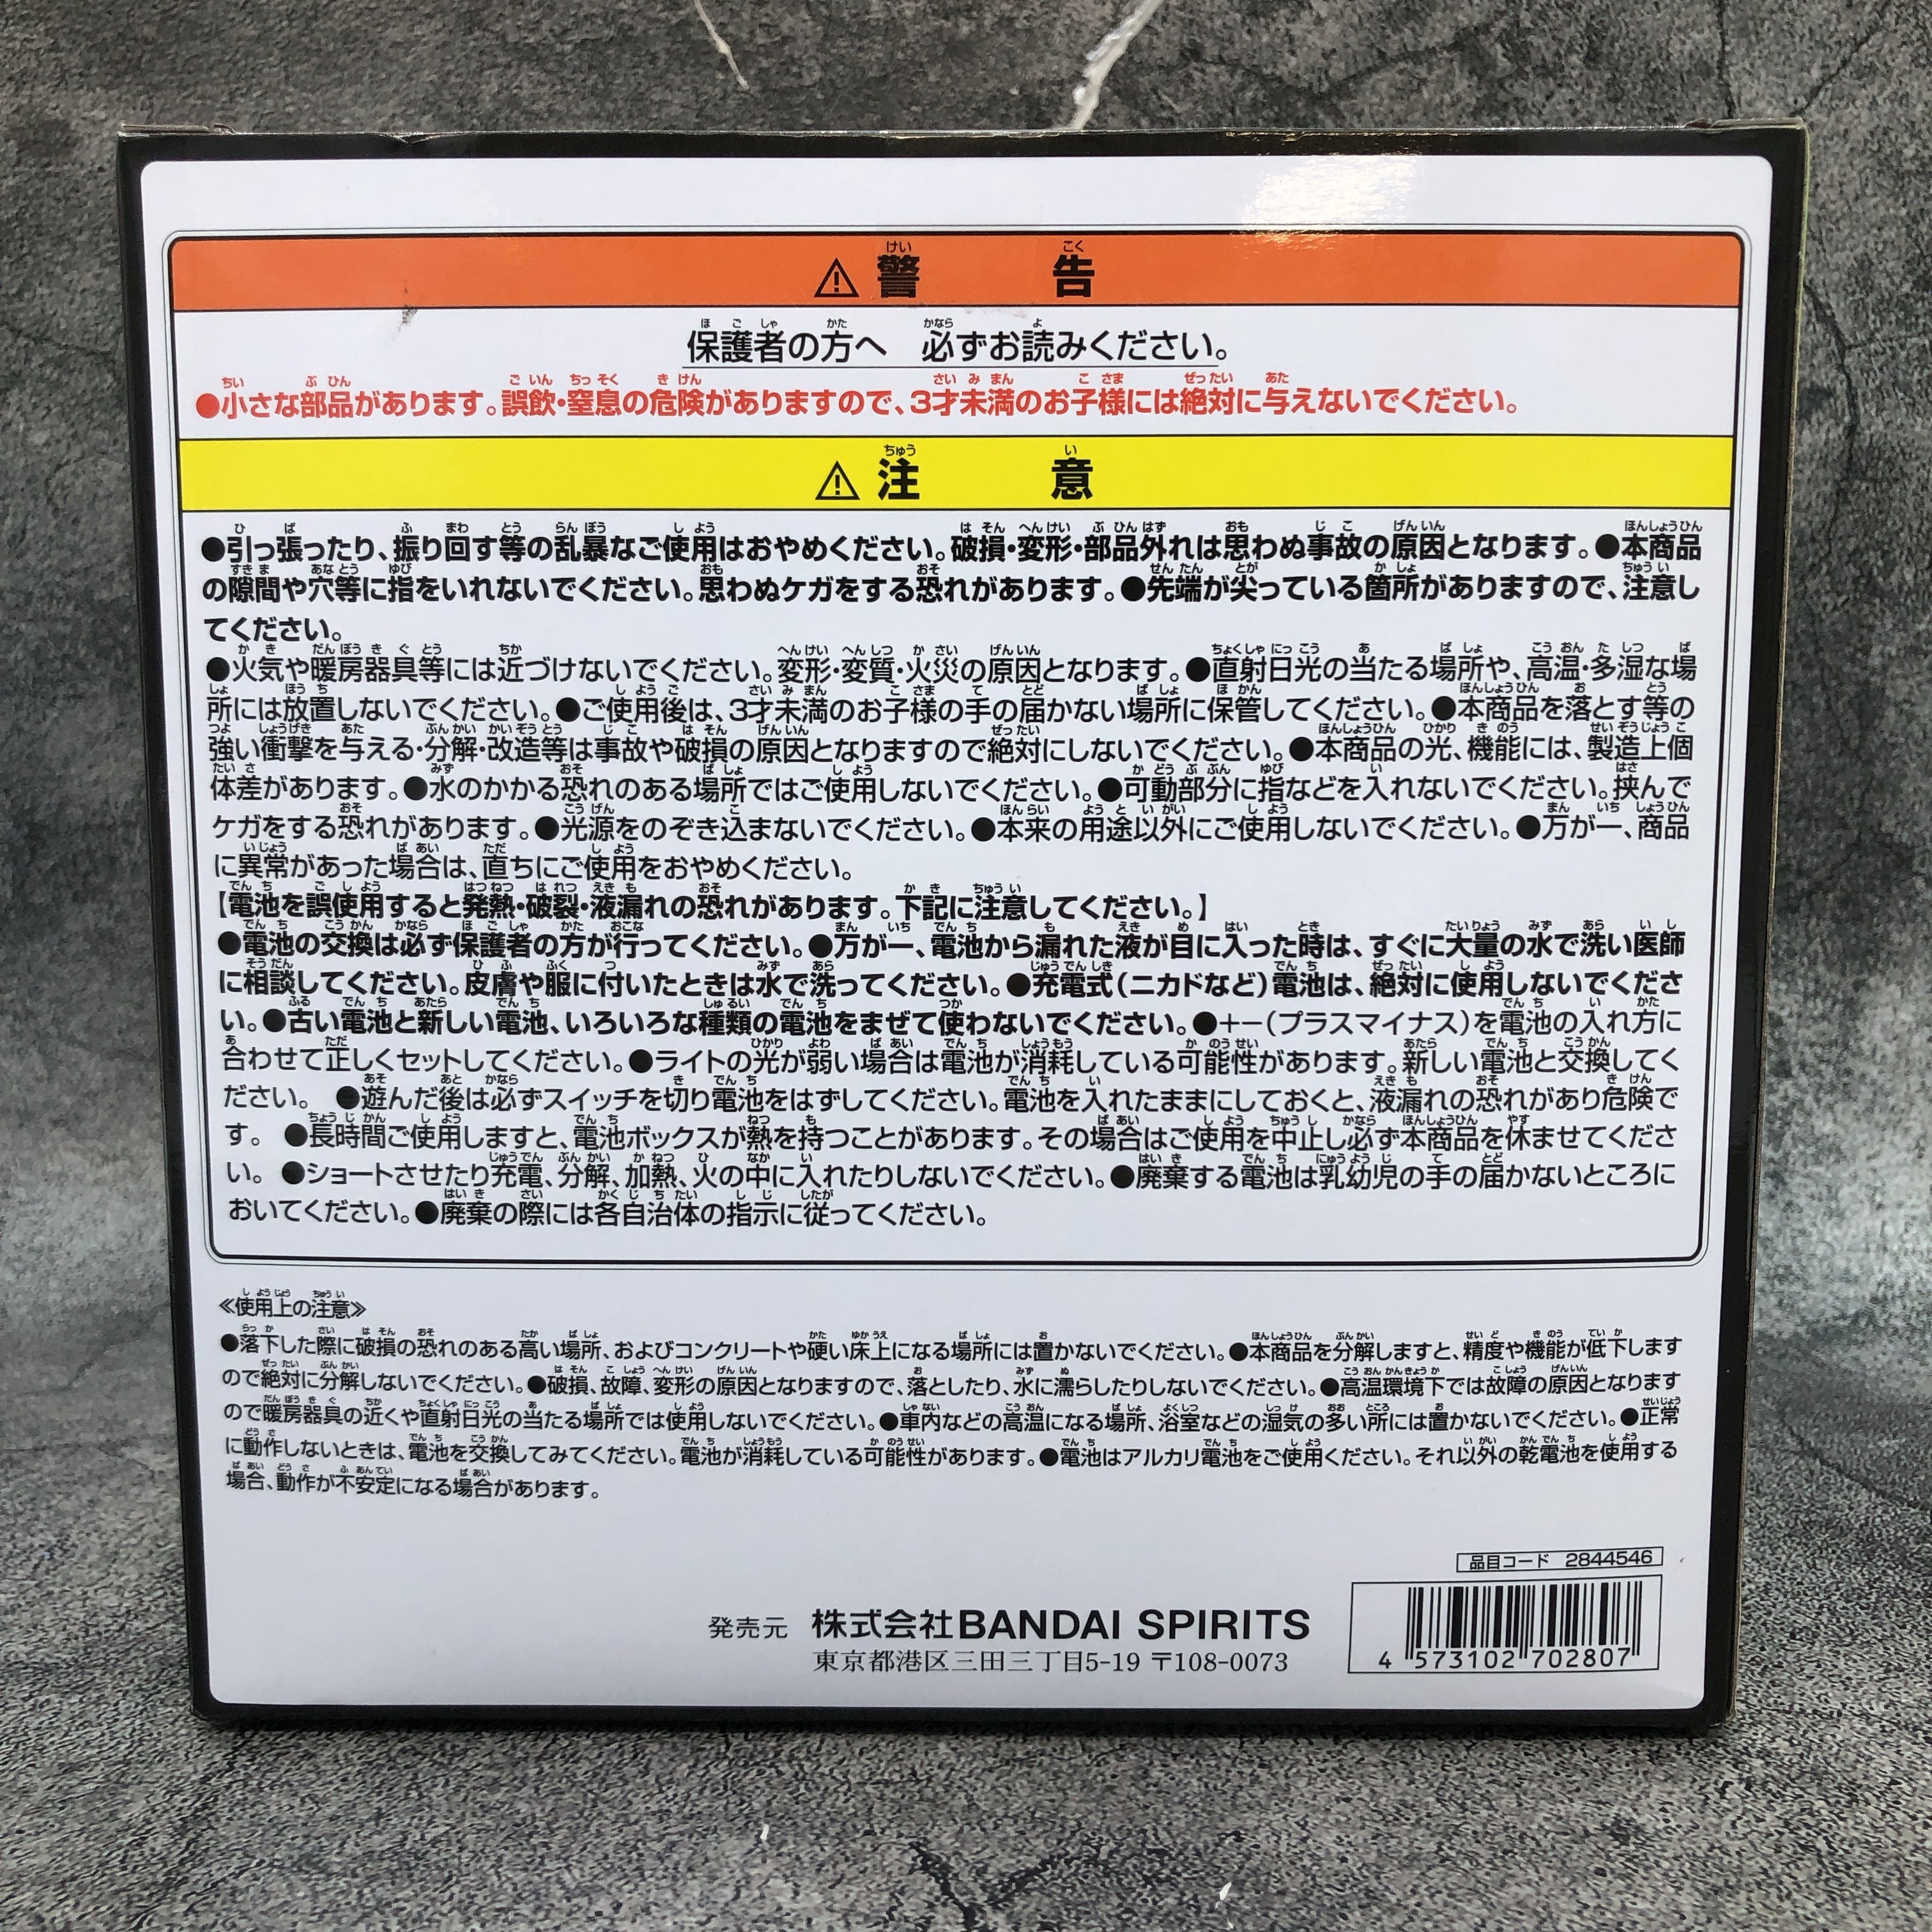 ⚠警告
保護者の方へ　必ずお読みください。
●小さな部品があります。誤飲・窒息の危険がありますので、3才未満のお子様には絶対に与えないでください。
⚠注意
●引っ張ったり、振り回す等の乱暴なご使用はおやめください。破損・変形・部品外れは思わぬ事故の原因となります。●本商品
の隙間や穴等に指をいれないでください。思わぬケガをする恐れがあります。●先端が尖っている箇所がありますので、注意し
てください。
●火気や暖房器具等には近づけないでください。変形・変質・火災の原因となります。●直射日光の当たる場所や、高温・多湿な場
所には放置しないでください。●ご使用後は、3才未満のお子様の手の届かない場所に保管してください。●本商品を落とす等の
強い衝撃を与える・分解・改造等は事故や破損の原因となりますので絶対にしないでください。●本商品の光、機能には、製造上個
体差があります。●水のかかる恐れのある場所ではご使用しないでください。●可動部分に指などを入れないでください。挟んで
ケガをする恐れがあります。●光源をのぞき込まないでください。●本来の用途以外にご使用しないでください。●万が一、商品
に異常があった場合は、直ちにご使用をおやめください。
【電池を誤使用すると発熱・破裂・液漏れの恐れがあります。下記に注意してください。】
●電池の交換は必ず保護者の方が行ってください。●万が一、電池から漏れた液が目に入った時は、すぐに大量の水で洗い医師
に相談してください。皮膚や服に付いたときは水で洗ってください。●充電式（ニカドなど）電池は、絶対に使用しないでくださ
い。●古い電池と新しい電池、いろいろな種類の電池をまぜて使わないでください。●＋－（プラスマイナス）を電池の入れ方に
合わせて正しくセットしてください。●ライトの光が弱い場合は電池が消耗している可能性があります。新しい電池と交換してく
ださい。　●遊んだ後は必ずスイッチを切り電池をはずしてください。電池を入れたままにしておくと、液漏れの恐れがあり危険で
す。　●長時間ご使用しますと、電池ボックスが熱を持つことがあります。その場合はご使用を中止し必ず本商品を休ませてくださ
い。　●ショートさせたり充電、分解、加熱、火の中に入れたりしないでください。●廃棄する電池は乳幼児の手の届かないところに
おいてください。●廃棄の際には各自治体の指示に従ってください。
≪使用上の注意≫
●落下した際に破損の恐れのある高い場所、およびコンクリートや硬い床上になる場所には置かないでください。●本商品を分解しますと、精度や機能が低下します
ので絶対に分解しないでください。●破損、故障、変形の原因となりますので、落としたり、水に濡らしたりしないでください。●高温環境下では故障の原因となります
ので暖房器具の近くや直射日光の当たる場所では使用しないでください。●車内などの高温になる場所、浴室などの湿気の多い所には置かないでください。●正常
に動作しないときは、電池を交換してみてください。電池が消耗している可能性があります。●電池はアルカリ電池をご使用ください。それ以外の乾電池を使用する
場合、動作が不安定になる場合があります。
品目コード　2844546
発売元　株式会社BANDAI SPIRITS
東京都港区三田三丁目5-19 〒108-0073
4 573102 702807